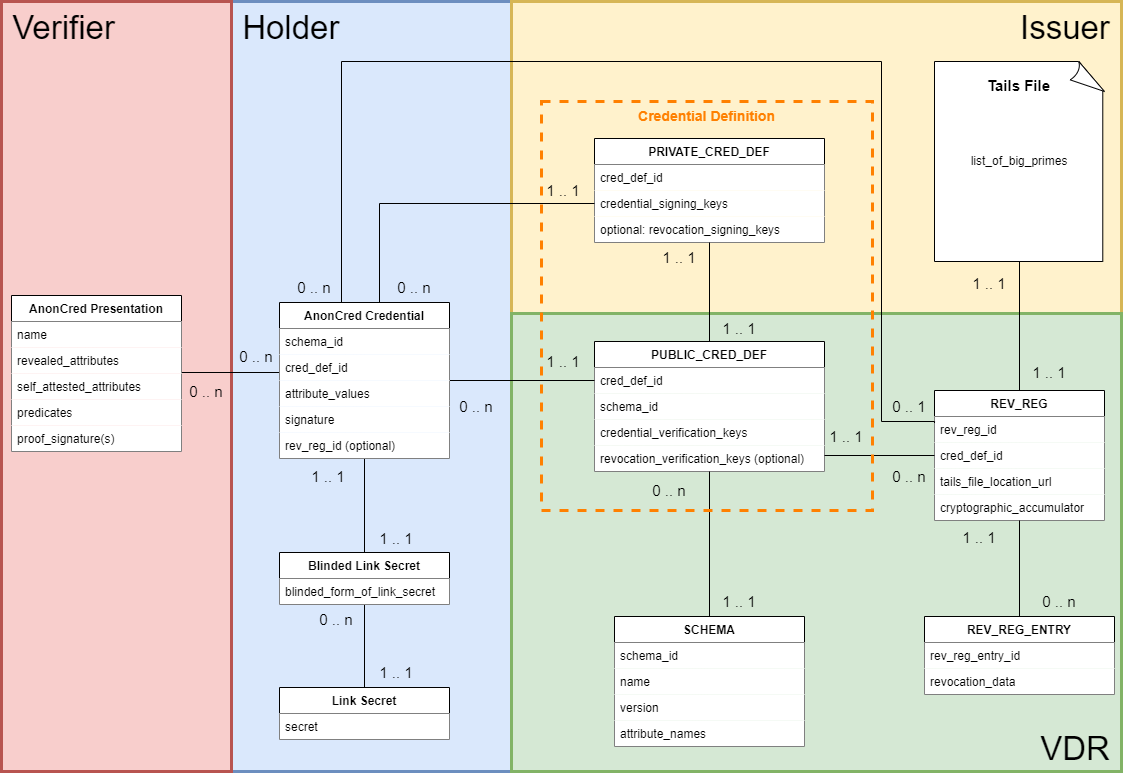 Verifier
Holder
Issuer
Tails File
list_of_big_primes
Credential Definition
PRIVATE_CRED_DEF
cred_def_id
credential_signing_keys
optional: revocation_signing_keys
1 .. 1
1 .. 1
1 .. 1
0 .. n
0 .. n
AnonCred Presentation
name
revealed_attributes
self_attested_attributes
predicates
proof_signature(s)
0 .. n
0 .. n
AnonCred Credential
schema_id
cred_def_id
attribute_values
signature
rev_reg_id (optional)
1 .. 1
0 .. n
1 .. 1
1 .. 1
PUBLIC_CRED_DEF
cred_def_id
schema_id
credential_verification_keys
revocation_verification_keys (optional)
0 .. n
1 .. 1
0 .. n
1 .. 1
0 .. 1
REV_REG
rev_reg_id
cred_def_id
tails_file_location_url
cryptographic_accumulator
1 .. 1
1 .. 1
Blinded Link Secret
blinded_form_of_link_secret
0 .. n
1 .. 1
Link Secret
secret
1 .. 1
SCHEMA
schema_id
name
version
attribute_names
0 .. n
REV_REG_ENTRY
rev_reg_entry_id
revocation_data
VDR